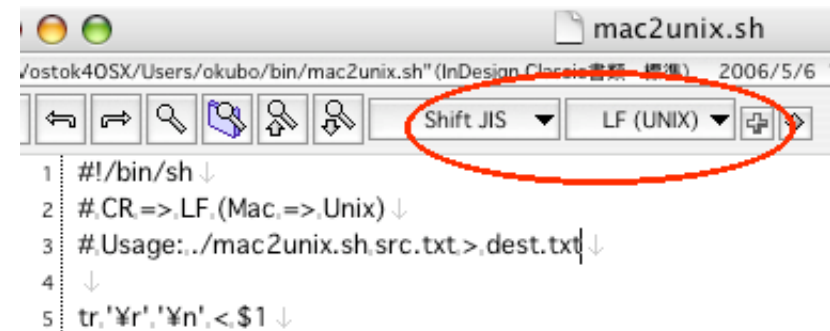 mac2unix.sh
/ostok4OSX/Users/okubo/bin/mac2unix.sh" (InDesign Classic書類 - 標準) 2006/5/6
Shift JIS LF (UNIX)
1 #!/bin/sh↓
2 # CR => LF (Mac => Unix)↓
3 # Usage: ./mac2unix.sh src.txt > dest.txt↓
4 ↓
5 tr '¥r' '¥n' < $1↓